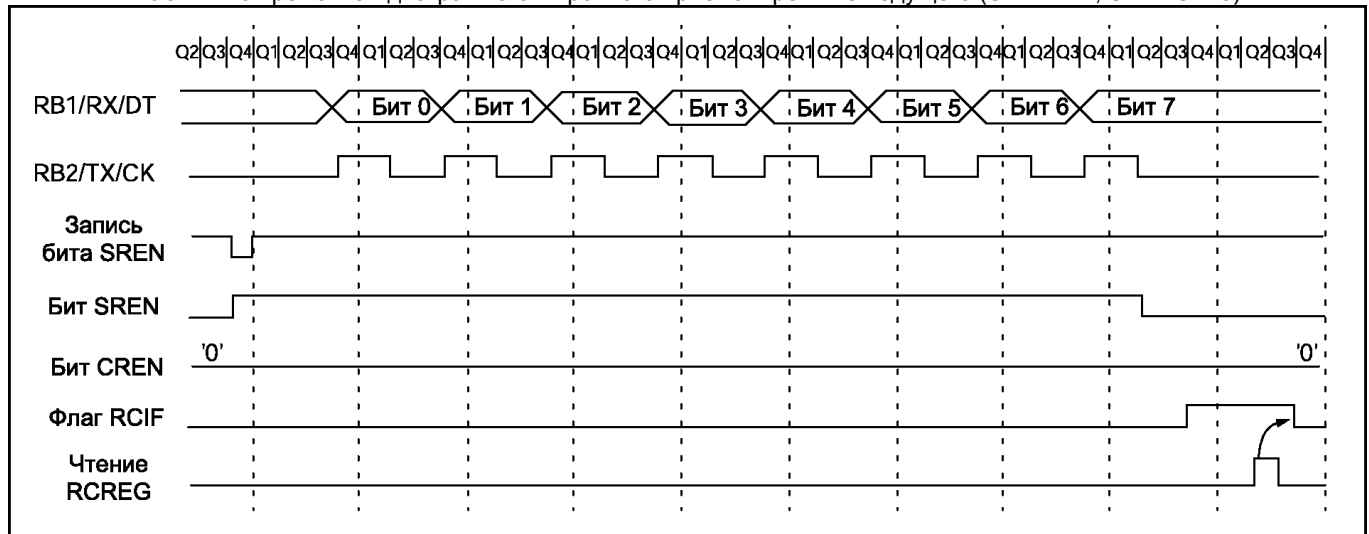 Q2|Q3|Q4|Q1|Q2|Q3|Q4|Q1|Q2|Q3|Q4|Q1|Q2|Q3|Q4|Q1|Q2|Q3|Q4|Q1|Q2|Q3|Q4|Q1|Q2|Q3|Q4|Q1|Q2|Q3|Q4|Q1|Q2|Q3|Q4|Q1|Q2|Q3|Q4|Q1|Q2|Q3|Q4|
RB1/RX/DT Бит 0 Бит 1 Бит 2 Бит 3 Бит 4 Бит 5 Бит 6 Бит 7
RB2/TX/CK
Запись
бита SREN
Бит SREN
'0' '0'
Бит CREN
Флаг RCIF
Чтение
RCREG